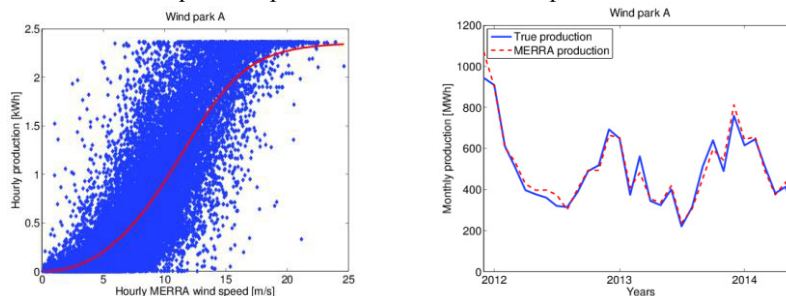 Wind park A
Hourly production [kWh]
2.5
2
1.5
1
0.5
0
0 5 10 15 20 25
Hourly MERRA wind speed [m/s]
Wind park A
True production
MERRA production
Monthly production [MWh]
1200
1000
800
600
400
200
0
2012 2013 2014
Years